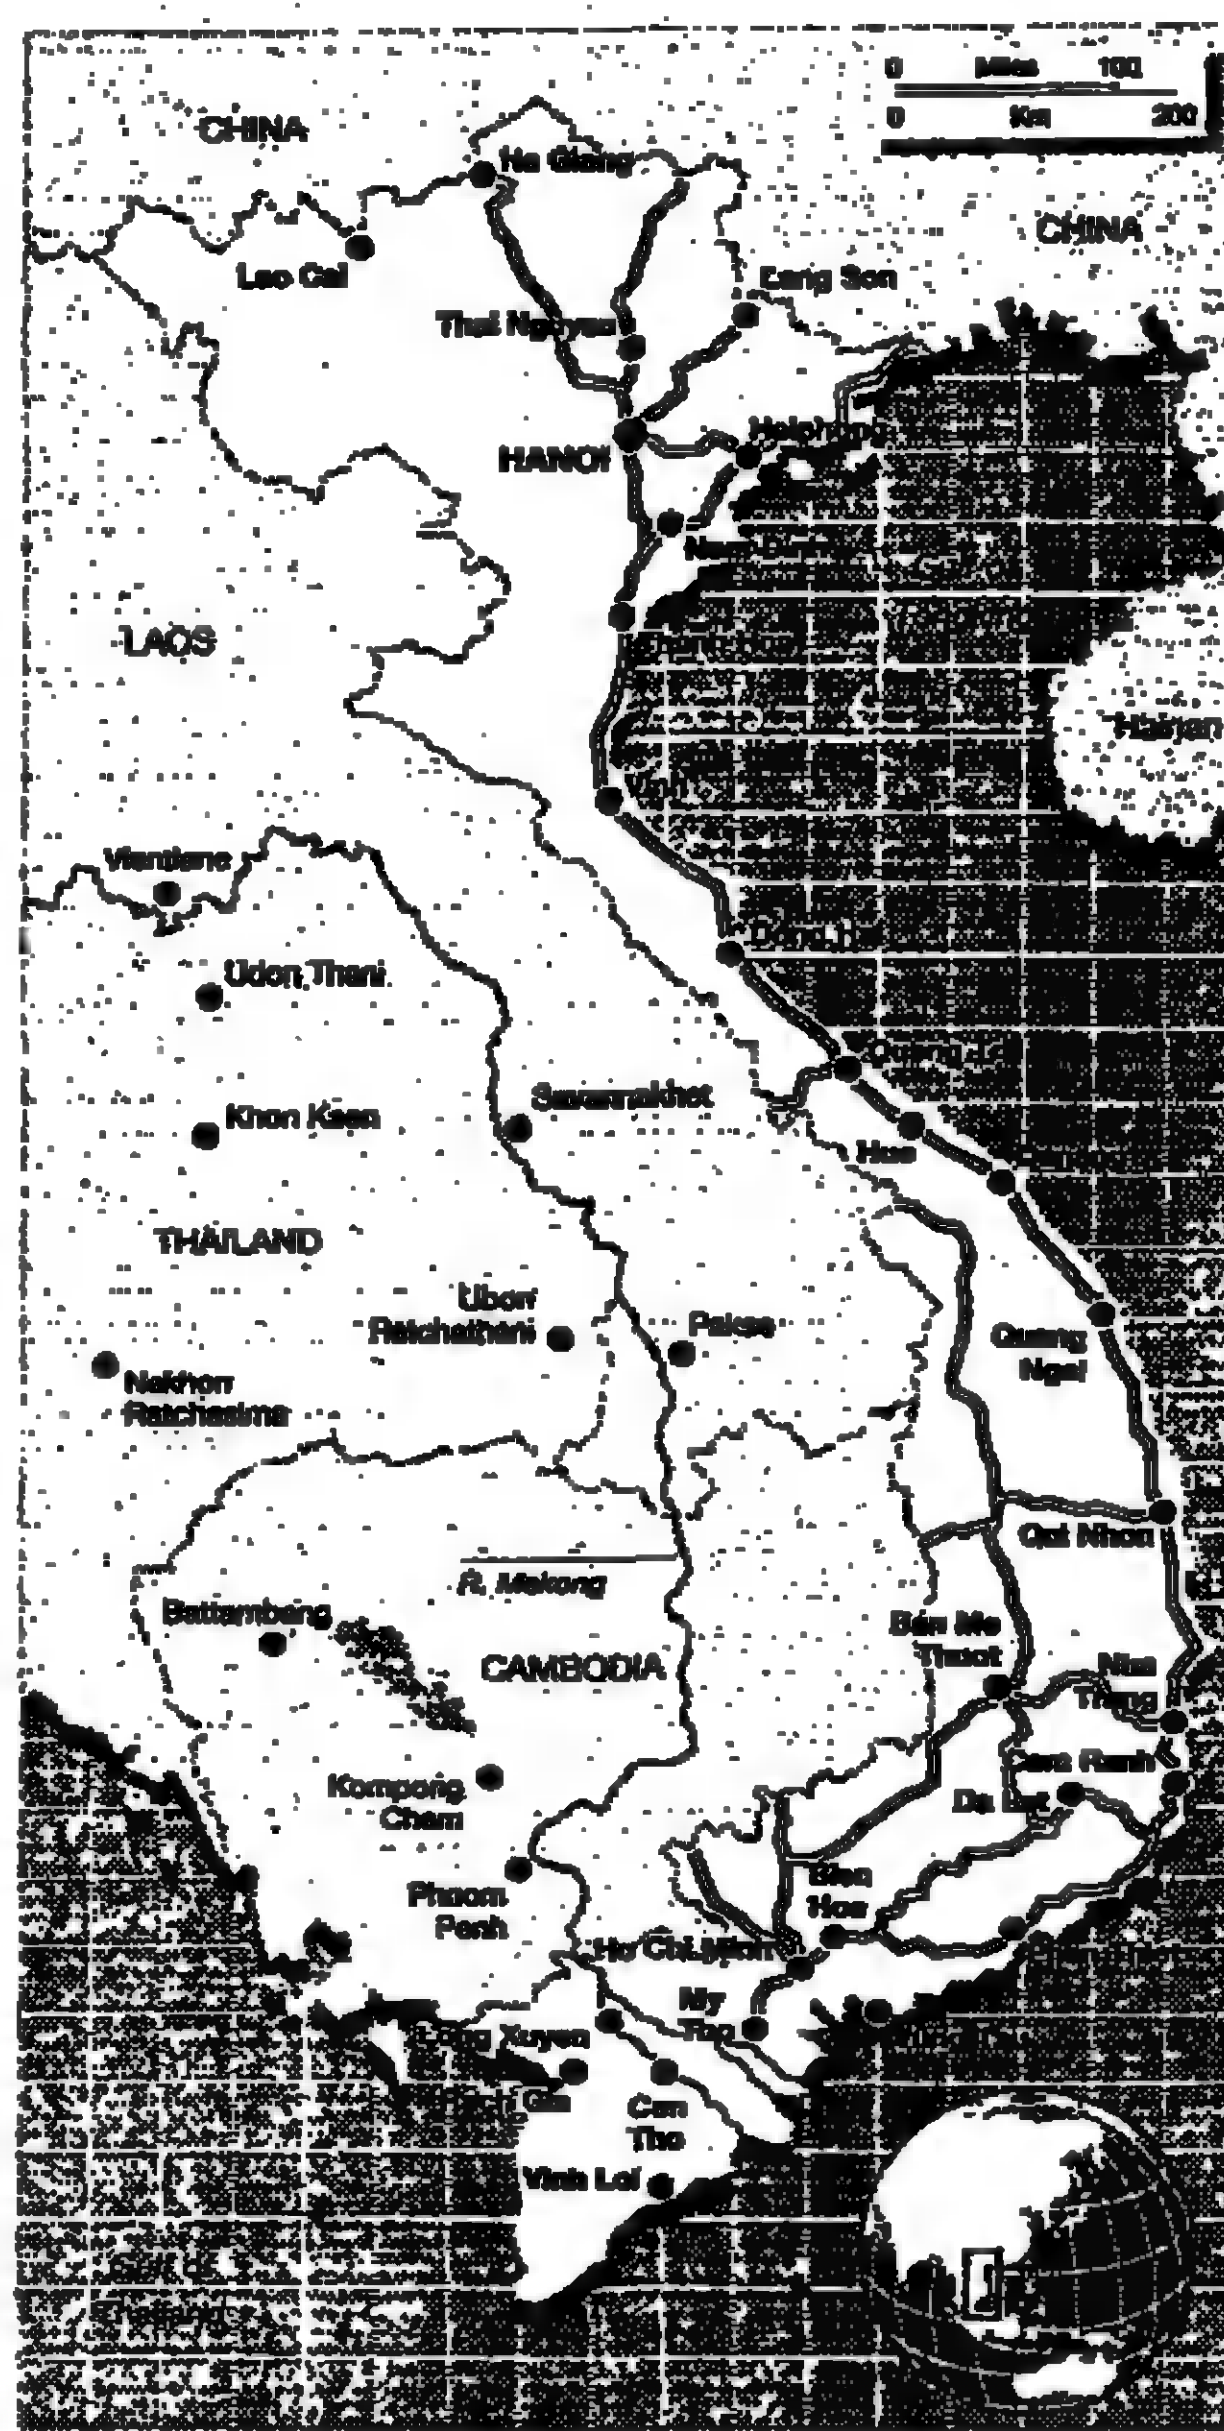 0 Miles 100
0 Km 200
CHINA
Ha Giang
CHINA
Lao Cai
Lang Son
Thai Nguyen
Haiphong
HANOI
LAOS
Hainan
Vientiane
Udon Thani
Savannakhet
Khon Kaen
Hue
THAILAND
Ubon
Ratchathani
Pakse
Quang
Ngai
Nakhon
Ratchasima
Qui Nhon
R. Mekong
Battambang
Ban Me
Thuot
CAMBODIA
Nha
Trang
Cam Ranh
Kompong
Cham
Da Lat
Bien
Hoa
Phnom
Penh
Ho Chi Minh
My
Tho
Long Xuyen
Gia
Can
Tho
Vinh Loi